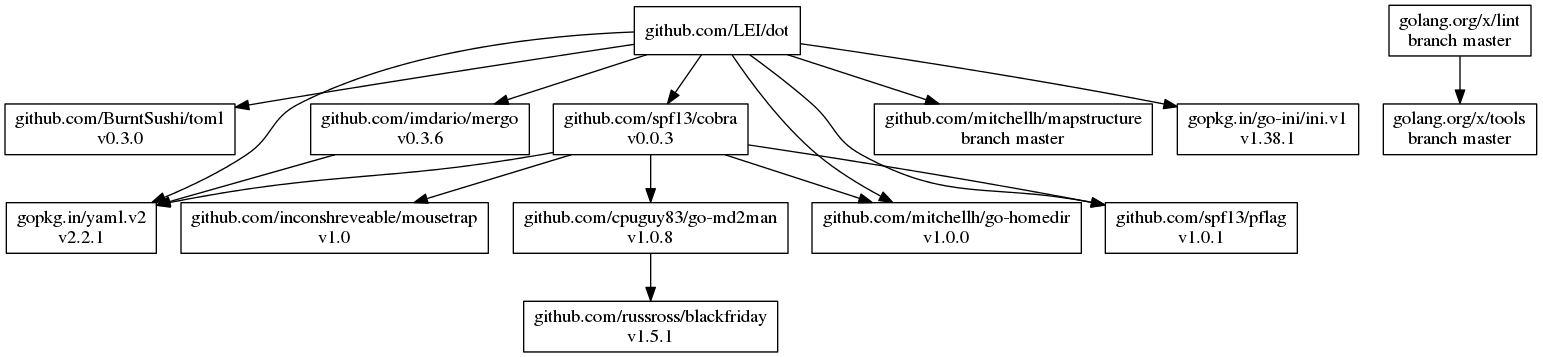 github.com/LEI/dot
golang.org/x/lint
branch master
github.com/BurntSushi/toml
v0.3.0
github.com/imdario/mergo
v0.3.6
github.com/spf13/cobra
v0.0.3
github.com/mitchellh/mapstructure
branch master
gopkg.in/go-ini/ini.v1
v1.38.1
golang.org/x/tools
branch master
gopkg.in/yaml.v2
v2.2.1
github.com/inconshreveable/mousetrap
v1.0
github.com/cpuguy83/go-md2man
v1.0.8
github.com/mitchellh/go-homedir
v1.0.0
github.com/spf13/pflag
v1.0.1
github.com/russross/blackfriday
v1.5.1